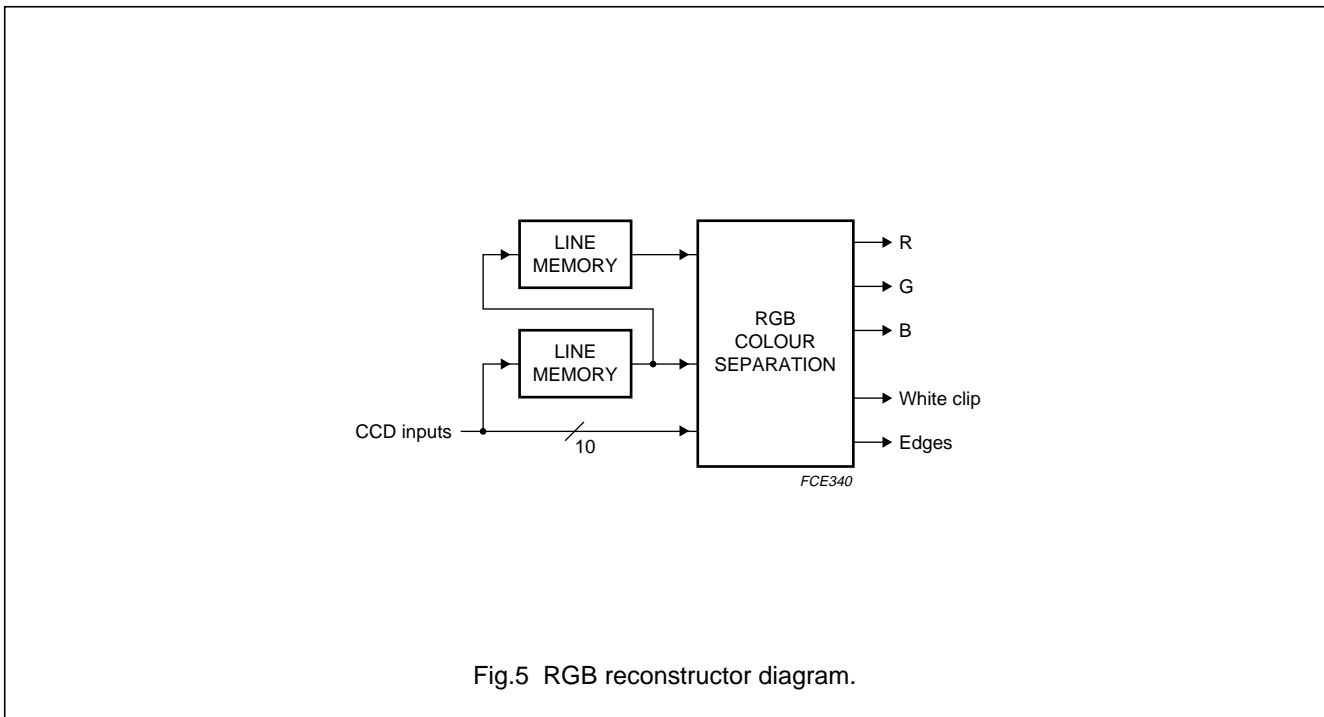 LINE
MEMORY
R
G
RGB
COLOUR
SEPARATION
B
LINE
MEMORY
White clip
CCD inputs
10
Edges
FCE340
Fig.5 RGB reconstructor diagram.